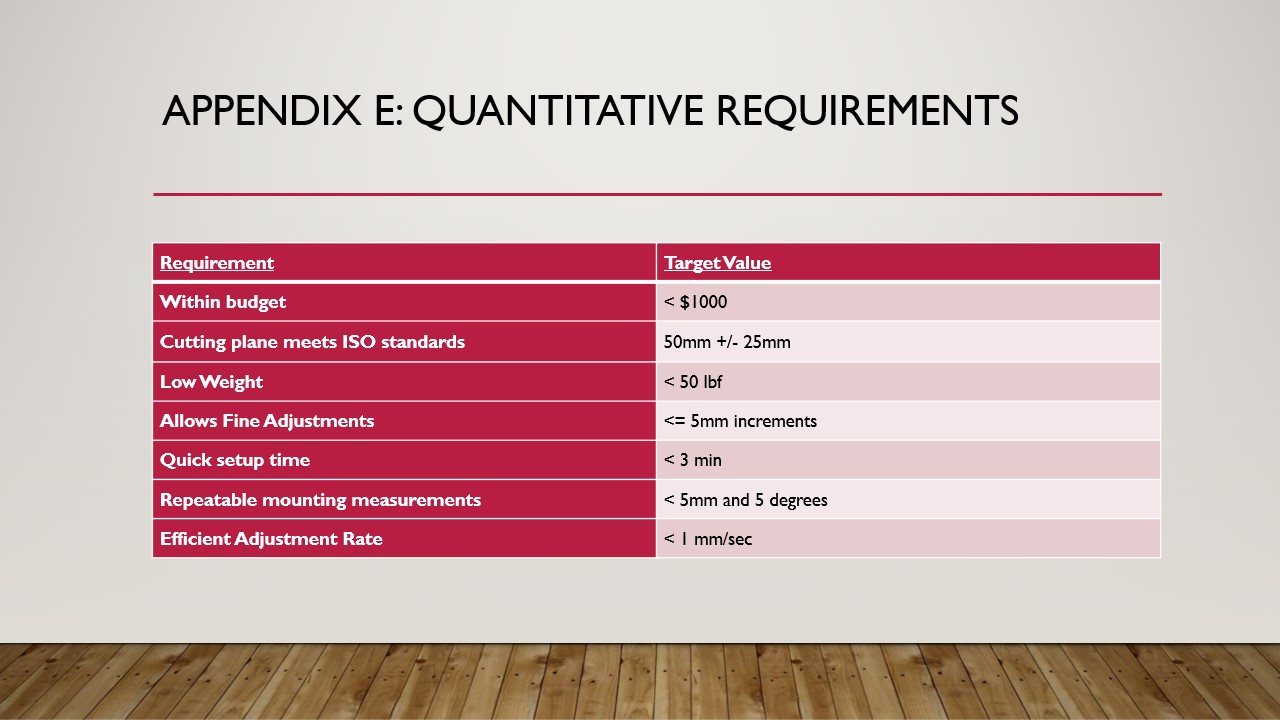 APPENDIX E: QUANTITATIVE REQUIREMENTS
Requirement Target Value
Within budget < $1000
Cutting plane meets ISO standards 50mm +/- 25mm
Low Weight < 50 lbf
Allows Fine Adjustments <= 5mm increments
Quick setup time < 3 min
Repeatable mounting measurements < 5mm and 5 degrees
Efficient Adjustment Rate < 1 mm/sec